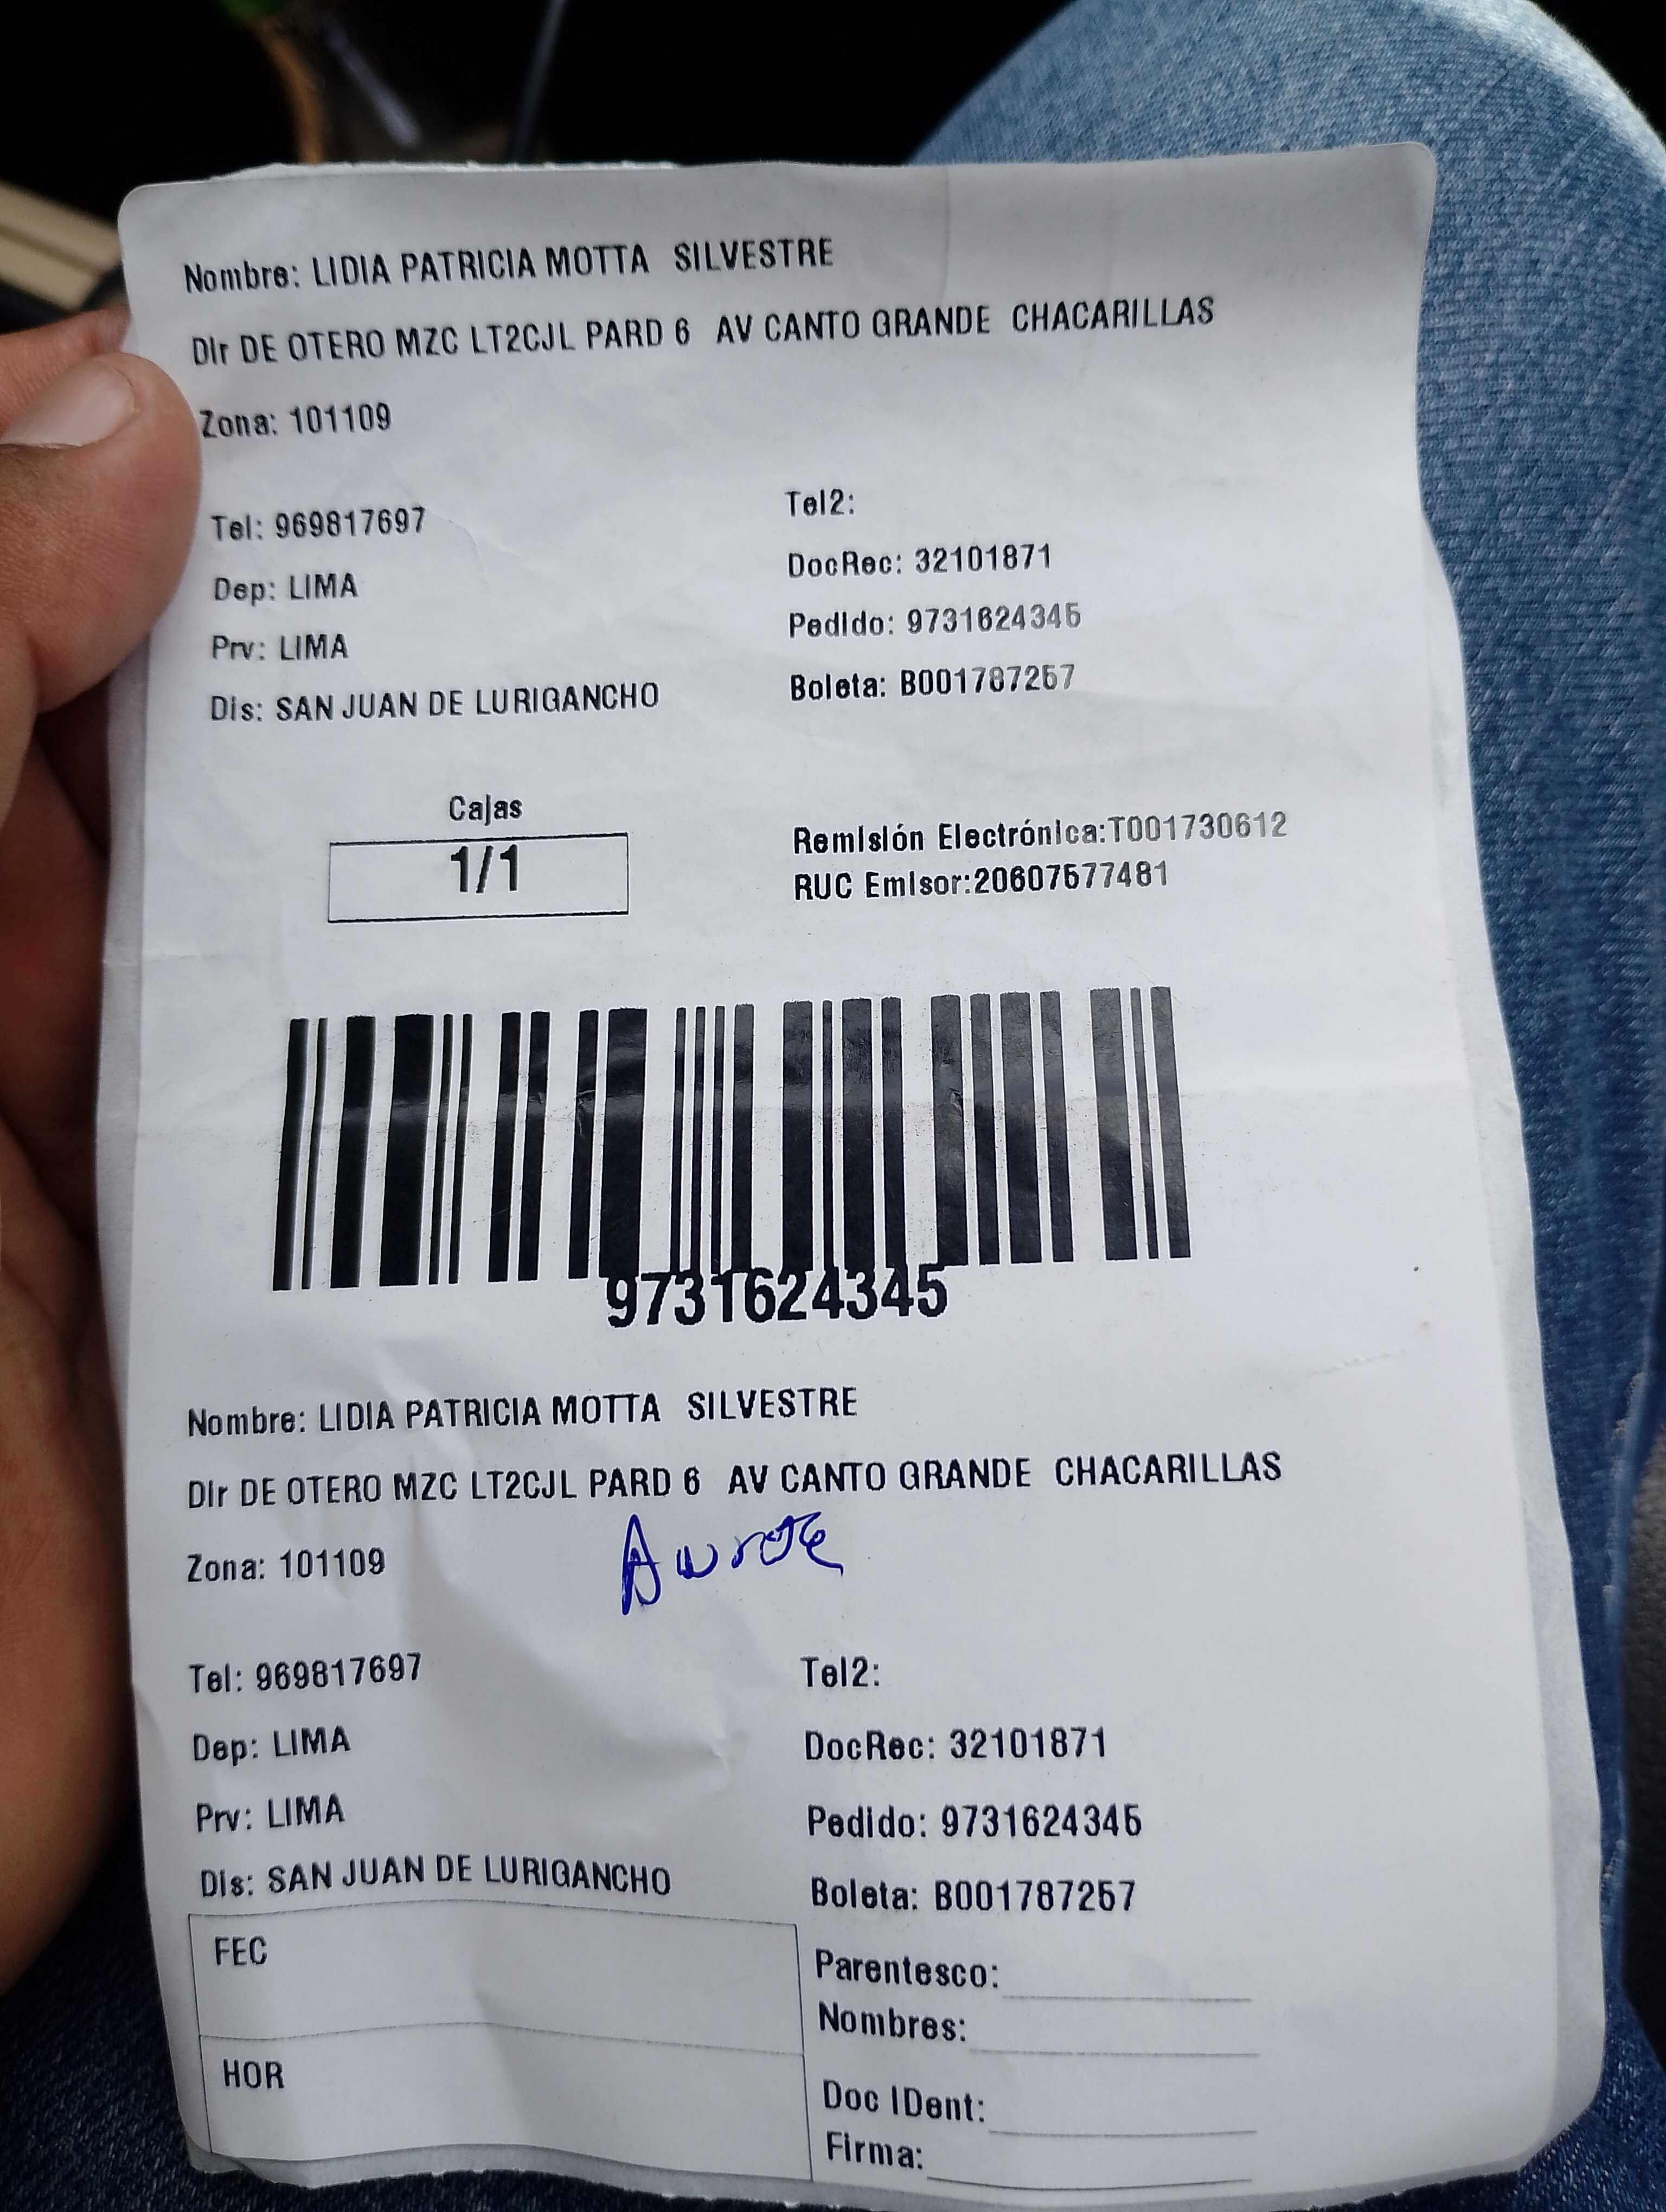 Nombre: LIDIA PATRICIA MOTTA SILVESTRE
Dir DE OTERO MZC LT2CJL PARD 6 AV CANTO GRANDE CHACARILLAS
Zona: 101109
Tel: 969817697
Tel2:
Dep: LIMA
DocRec: 32101871
Prv: LIMA
Pedido: 9731624345
Dis: SAN JUAN DE LURIGANCHO
Boleta: B001787257
Cajas
1/1
Remisión Electrónica:T001730612
RUC Emisor:20607577481
9731624345
Nombre: LIDIA PATRICIA MOTTA SILVESTRE
Dir DE OTERO MZC LT2CJL PARD 6 AV CANTO GRANDE CHACARILLAS
Zona: 101109
Tel: 969817697
Tel2:
Dep: LIMA
DocRec: 32101871
Prv: LIMA
Pedido: 9731624345
Dis: SAN JUAN DE LURIGANCHO
Boleta: B001787257
FEC
HOR
Parentesco:
Nombres:
Doc IDent:
Firma: